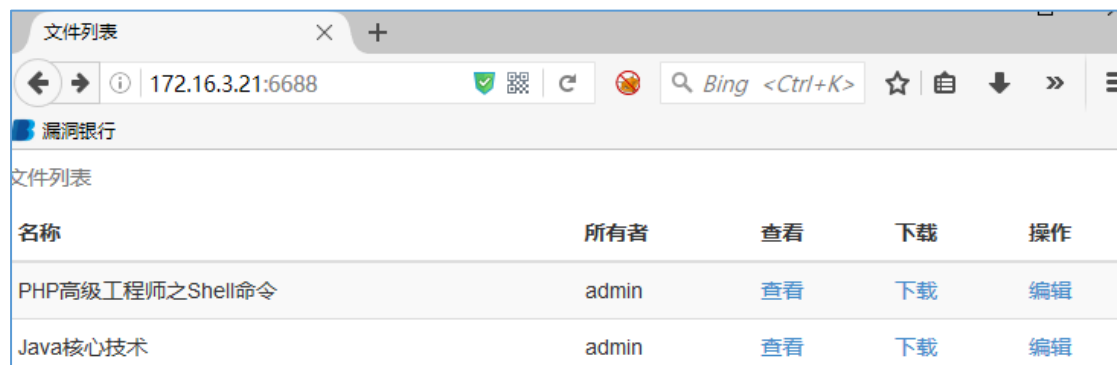 文件列表
172.16.3.21:6688 Bing <Ctrl+K>
漏洞银行
文件列表
名称 所有者 查看 下载 操作
PHP高级工程师之Shell命令 admin 查看 下载 编辑
Java核心技术 admin 查看 下载 编辑